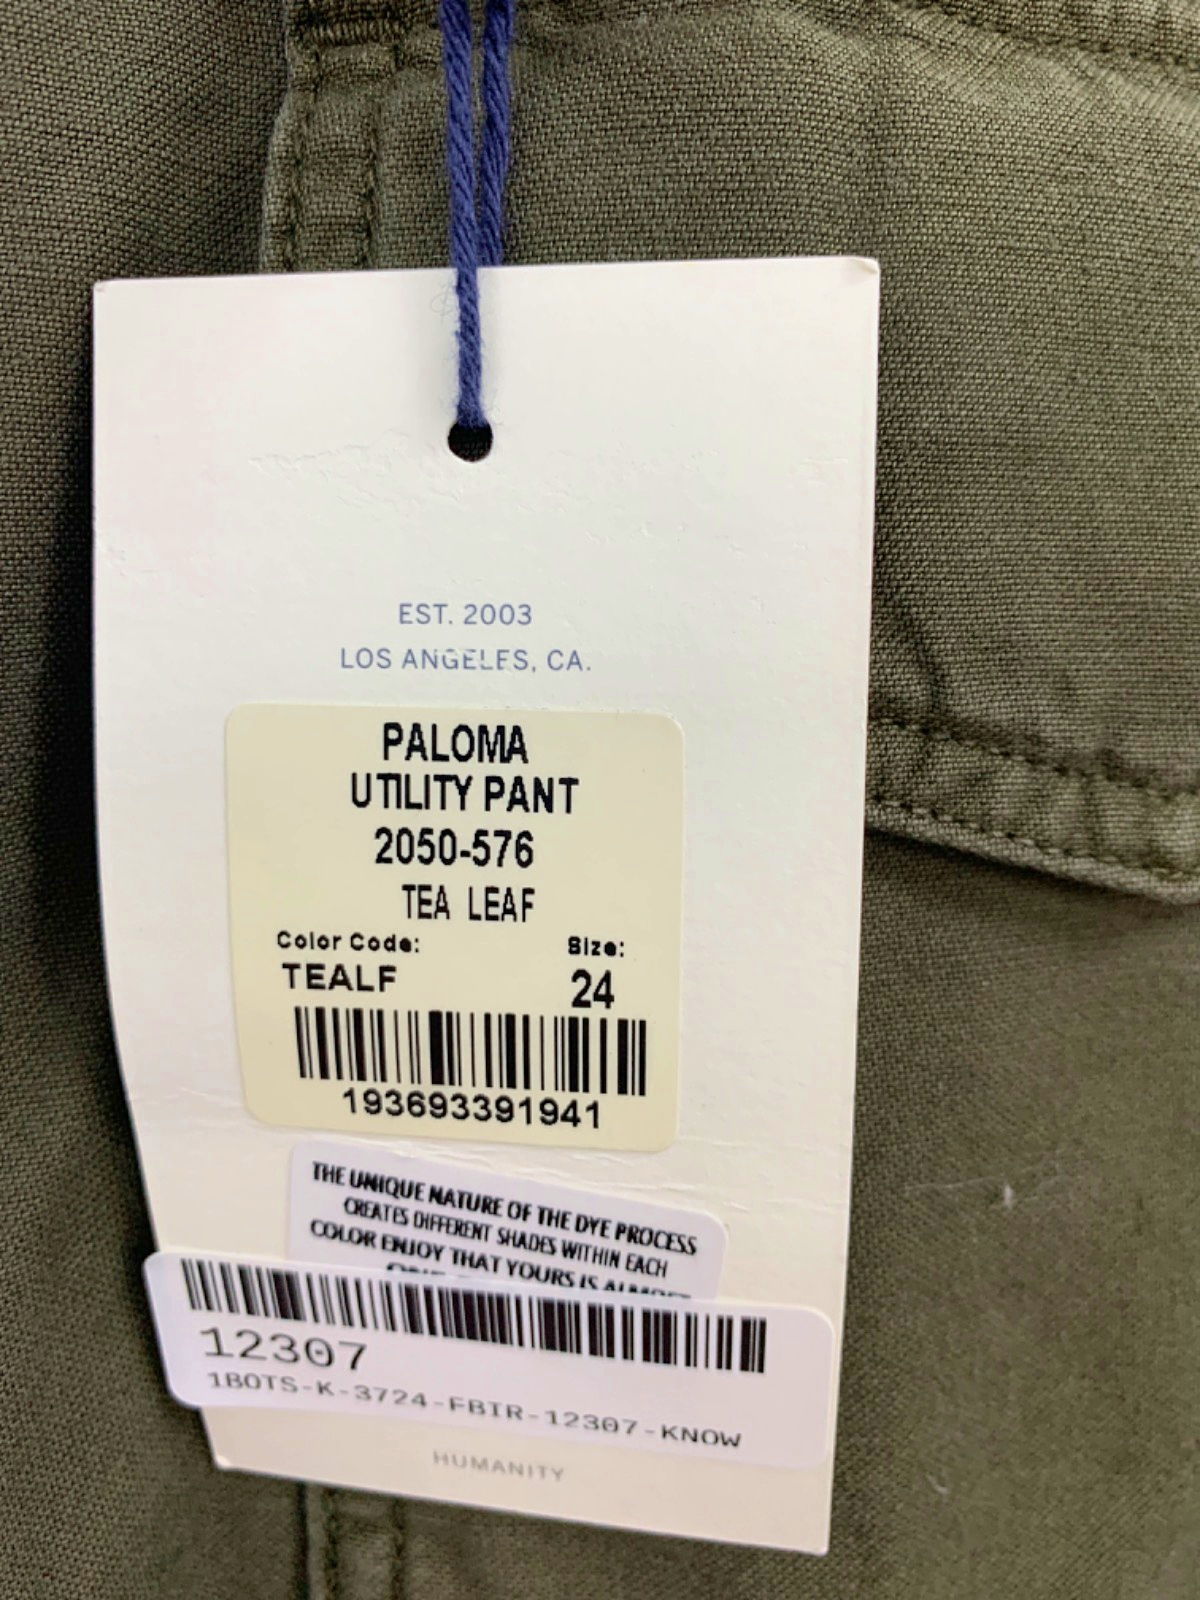 EST. 2003
LOS ANGELES, CA.
PALOMA
UTILITY PANT
2050-576
TEA LEAF
Color Code: Size:
TEALF 24
193693391941
THE UNIQUE NATURE OF THE DYE PROCESS
CREATES DIFFERENT SHADES WITHIN EACH
COLOR ENJOY THAT YOURS IS ALMOST
12307
1BOTS-K-3724-FBTR-12307-KNOW
HUMANITY